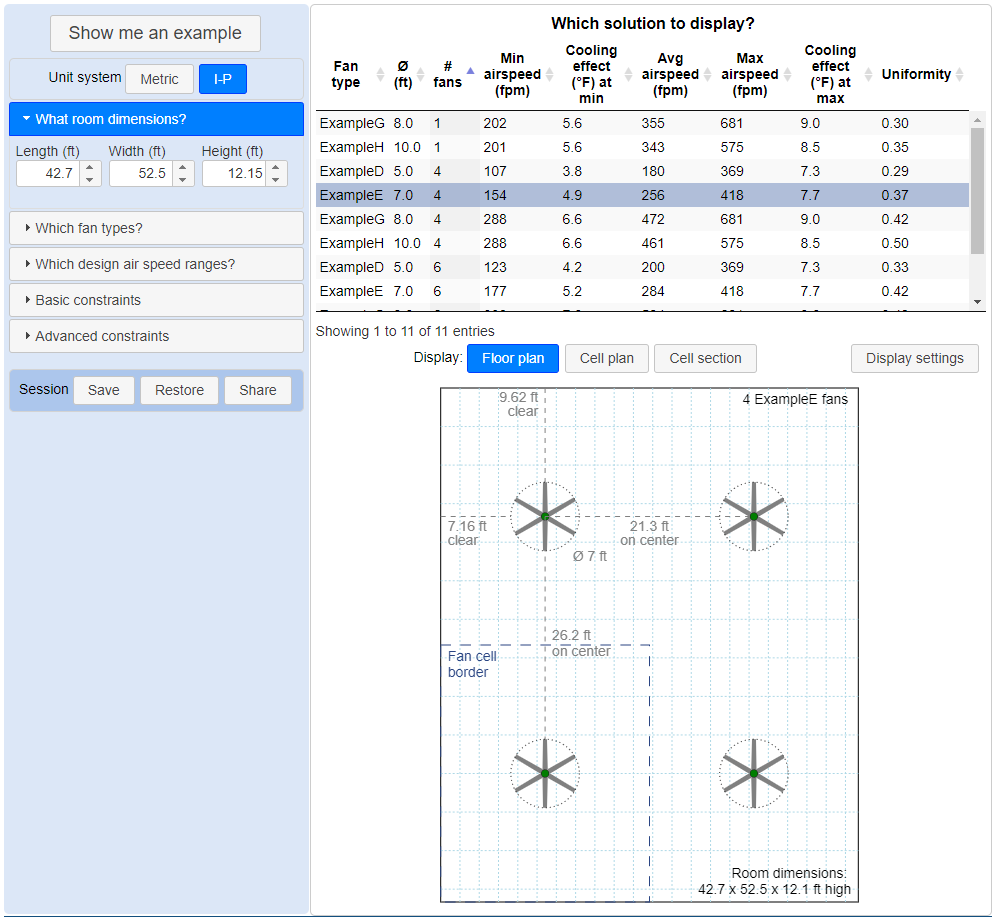 Show me an example
Unit system Metric I-P
What room dimensions?
Length (ft) Width (ft) Height (ft)
42.7 52.5 12.15
Which fan types?
Which design air speed ranges?
Basic constraints
Advanced constraints
Session Save Restore Share
Which solution to display?
Fan type Ø (ft) # fans Min airspeed (fpm) Cooling effect (°F) at min Avg airspeed (fpm) Max airspeed (fpm) Cooling effect (°F) at max Uniformity
ExampleG 8.0 1 202 5.6 355 681 9.0 0.30
ExampleH 10.0 1 201 5.6 343 575 8.5 0.35
ExampleD 5.0 4 107 3.8 180 369 7.3 0.29
ExampleE 7.0 4 154 4.9 256 418 7.7 0.37
ExampleG 8.0 4 288 6.6 472 681 9.0 0.42
ExampleH 10.0 4 288 6.6 461 575 8.5 0.50
ExampleD 5.0 6 123 4.2 200 369 7.3 0.33
ExampleE 7.0 6 177 5.2 284 418 7.7 0.42
Showing 1 to 11 of 11 entries
Display: Floor plan Cell plan Cell section Display settings
9.62 ft
clear
4 ExampleE fans
7.16 ft
clear
21.3 ft
on center
Ø 7 ft
26.2 ft
on center
Fan cell
border
Room dimensions:
42.7 x 52.5 x 12.1 ft high